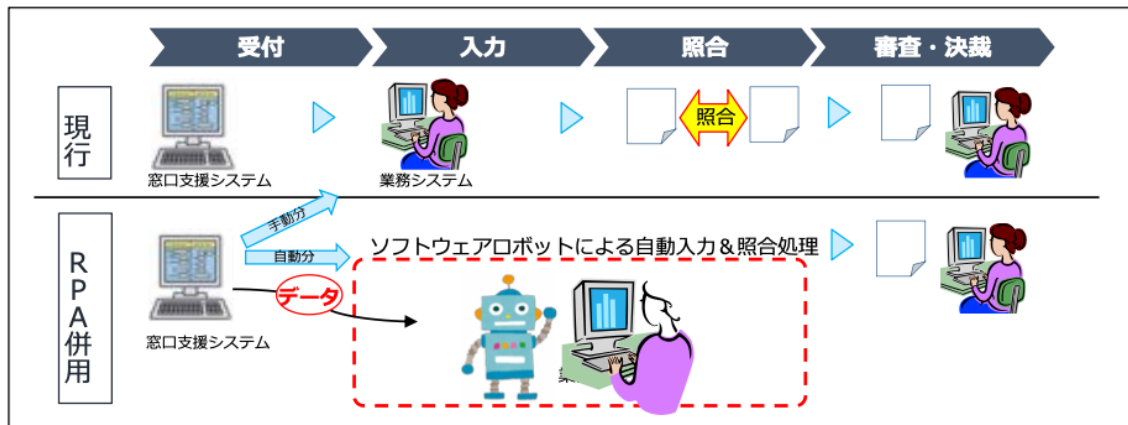 受付
入力
照合
審査・決裁
現行
照合
窓口支援システム
業務システム
RPA併用
手動分
自動分
ソフトウェアロボットによる自動入力&照合処理
データ
窓口支援システム